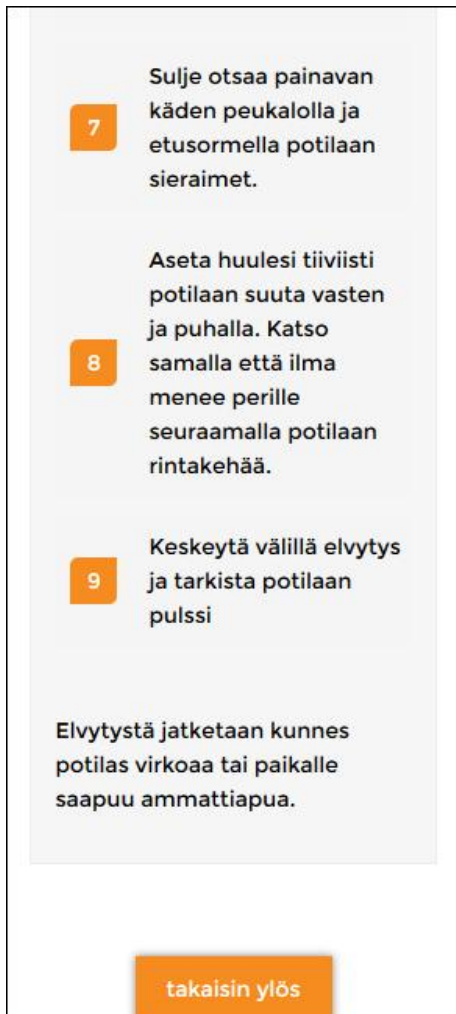 7
Sulje otsaa painavan
käden peukalolla ja
etusormella potilaan
sieraimet.
8
Aseta huulesi tiiviisti
potilaan suuta vasten
ja puhalla. Katso
samalla että ilma
menee perille
seuraamalla potilaan
rintakehää.
9
Keskeytä välillä elvytys
ja tarkista potilaan
pulssi
Elvytystä jatketaan kunnes
potilas virkoaa tai paikalle
saapuu ammattiapua.
takaisin ylös